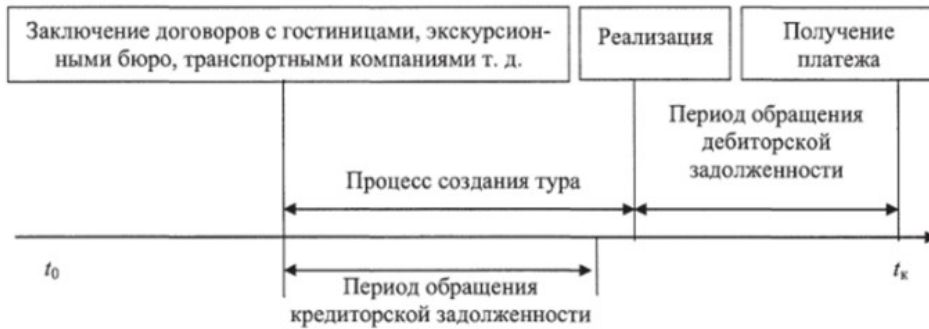 Заключение договоров с гостиницами, экскурсион-
ными бюро, транспортными компаниями т. д.
Реализация
Получение
платежа
Период обращения
дебиторской
задолженности
Процесс создания тура
t₀
tк
Период обращения
кредиторской задолженности